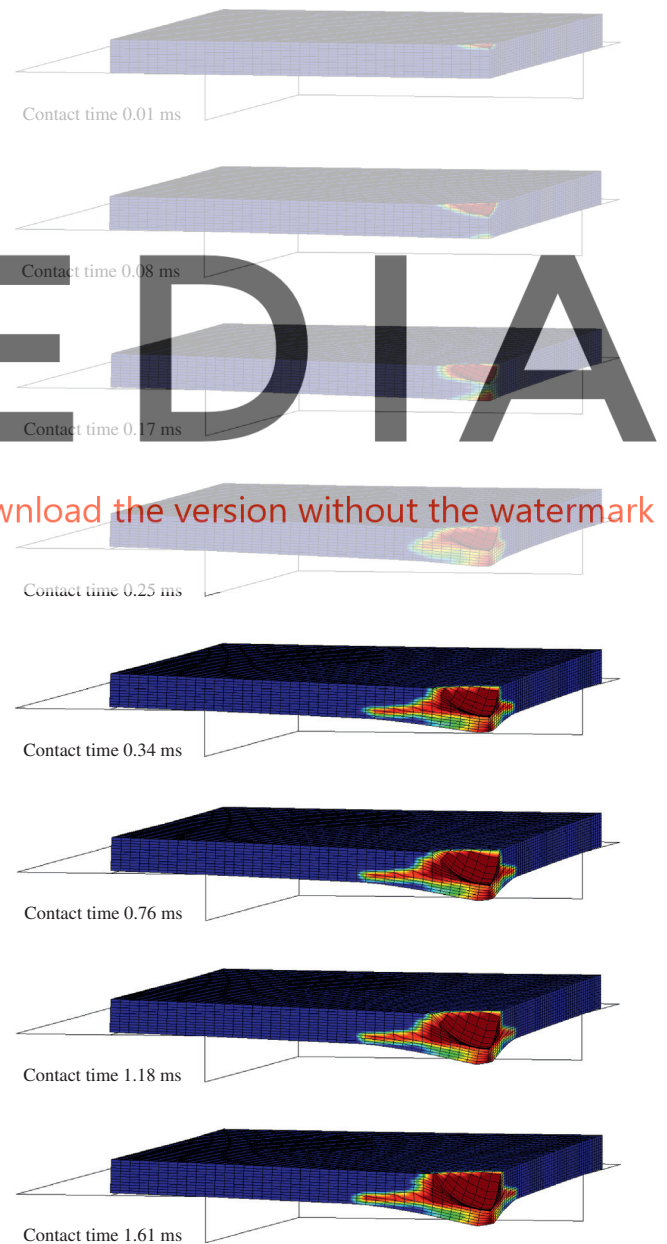 Contact time 0.01 ms
Contact time 0.08 ms
EDIA
Contact time 0.17 ms
wnload the version without the watermark
Contact time 0.25 ms
Contact time 0.34 ms
Contact time 0.76 ms
Contact time 1.18 ms
Contact time 1.61 ms